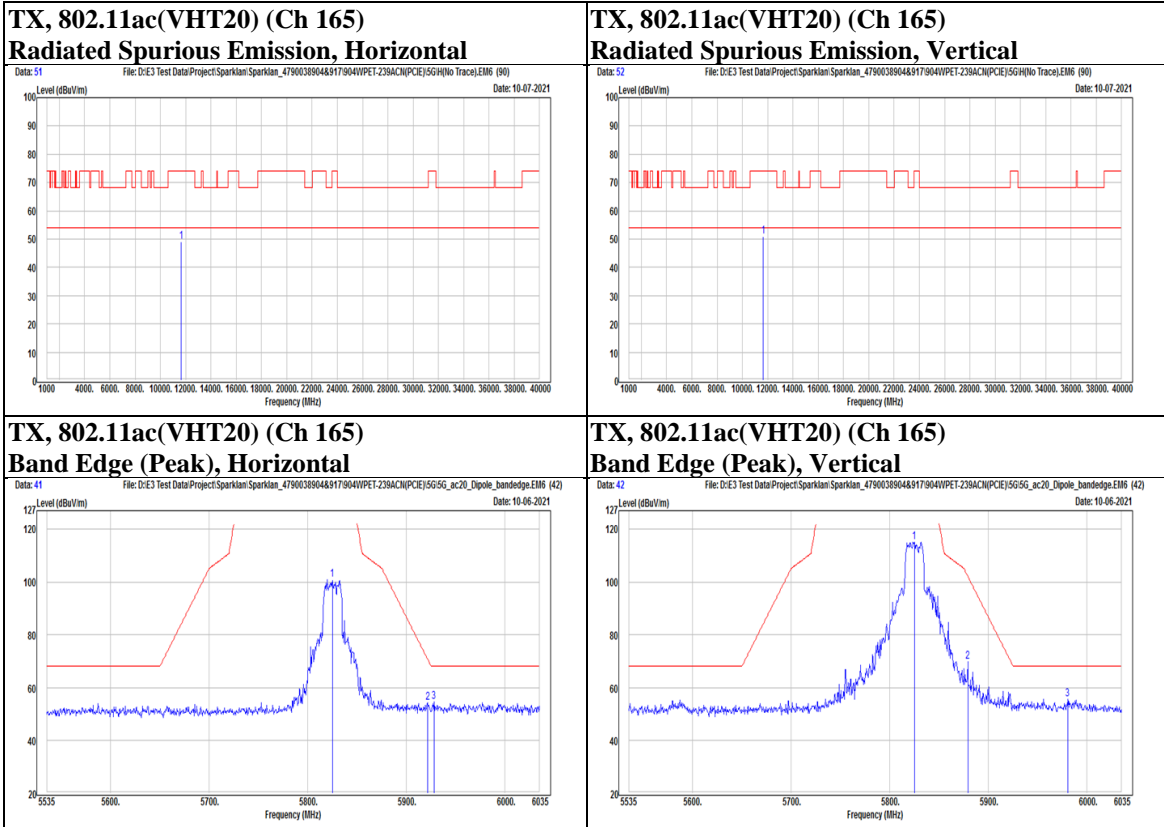 TX, 802.11ac(VHT20) (Ch 165)
Radiated Spurious Emission, Horizontal
Data: 51 File: D:\E3 Test Data\Project\Sparklan\Sparklan_4790038904&917\904WPET-239ACN(PCIE)\5G\H(No Trace).EM6 (90)
Level (dBuV/m) Date: 10-07-2021
100
90
80
70
60
50
40
30
20
10
0
1
1000 4000. 6000. 8000. 10000. 12000. 14000. 16000. 18000. 20000. 22000. 24000. 26000. 28000. 30000. 32000. 34000. 36000. 38000. 40000
Frequency (MHz)
TX, 802.11ac(VHT20) (Ch 165)
Radiated Spurious Emission, Vertical
Data: 52 File: D:\E3 Test Data\Project\Sparklan\Sparklan_4790038904&917\904WPET-239ACN(PCIE)\5G\H(No Trace).EM6 (90)
Level (dBuV/m) Date: 10-07-2021
100
90
80
70
60
50
40
30
20
10
0
1
1000 4000. 6000. 8000. 10000. 12000. 14000. 16000. 18000. 20000. 22000. 24000. 26000. 28000. 30000. 32000. 34000. 36000. 38000. 40000
Frequency (MHz)
TX, 802.11ac(VHT20) (Ch 165)
Band Edge (Peak), Horizontal
Data: 41 File: D:\E3 Test Data\Project\Sparklan\Sparklan_4790038904&917\WPET-239ACN(PCIE)\5G\5G_ac20_Dipole_bandedge.EM6 (42)
127 Level (dBuV/m) Date: 10-06-2021
120
100
80
60
40
20
1
2 3
5535 5600. 5700. 5800. 5900. 6000. 6035
Frequency (MHz)
TX, 802.11ac(VHT20) (Ch 165)
Band Edge (Peak), Vertical
Data: 42 File: D:\E3 Test Data\Project\Sparklan\Sparklan_4790038904&917\WPET-239ACN(PCIE)\5G\5G_ac20_Dipole_bandedge.EM6 (42)
127 Level (dBuV/m) Date: 10-06-2021
120
100
80
60
40
20
1
2
3
5535 5600. 5700. 5800. 5900. 6000. 6035
Frequency (MHz)